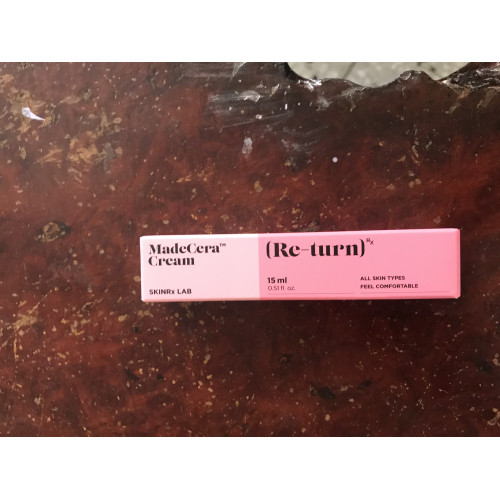 MadeCera™
Cream
SKINRx LAB
(Re-turn)Rx
15 ml
0.51 fl. oz.
ALL SKIN TYPES
FEEL COMFORTABLE